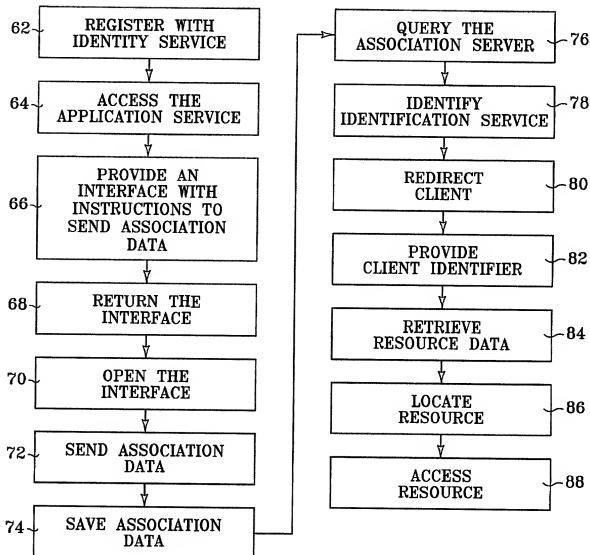 62
REGISTER WITH
IDENTITY SERVICE
64
ACCESS THE
APPLICATION SERVICE
66
PROVIDE AN
INTERFACE WITH
INSTRUCTIONS TO
SEND ASSOCIATION
DATA
68
RETURN THE
INTERFACE
70
OPEN THE
INTERFACE
72
SEND ASSOCIATION
DATA
74
SAVE ASSOCIATION
DATA
QUERY THE
ASSOCIATION SERVER
76
IDENTIFY
IDENTIFICATION SERVICE
78
REDIRECT
CLIENT
80
PROVIDE
CLIENT IDENTIFIER
82
RETRIEVE
RESOURCE DATA
84
LOCATE
RESOURCE
86
ACCESS
RESOURCE
88